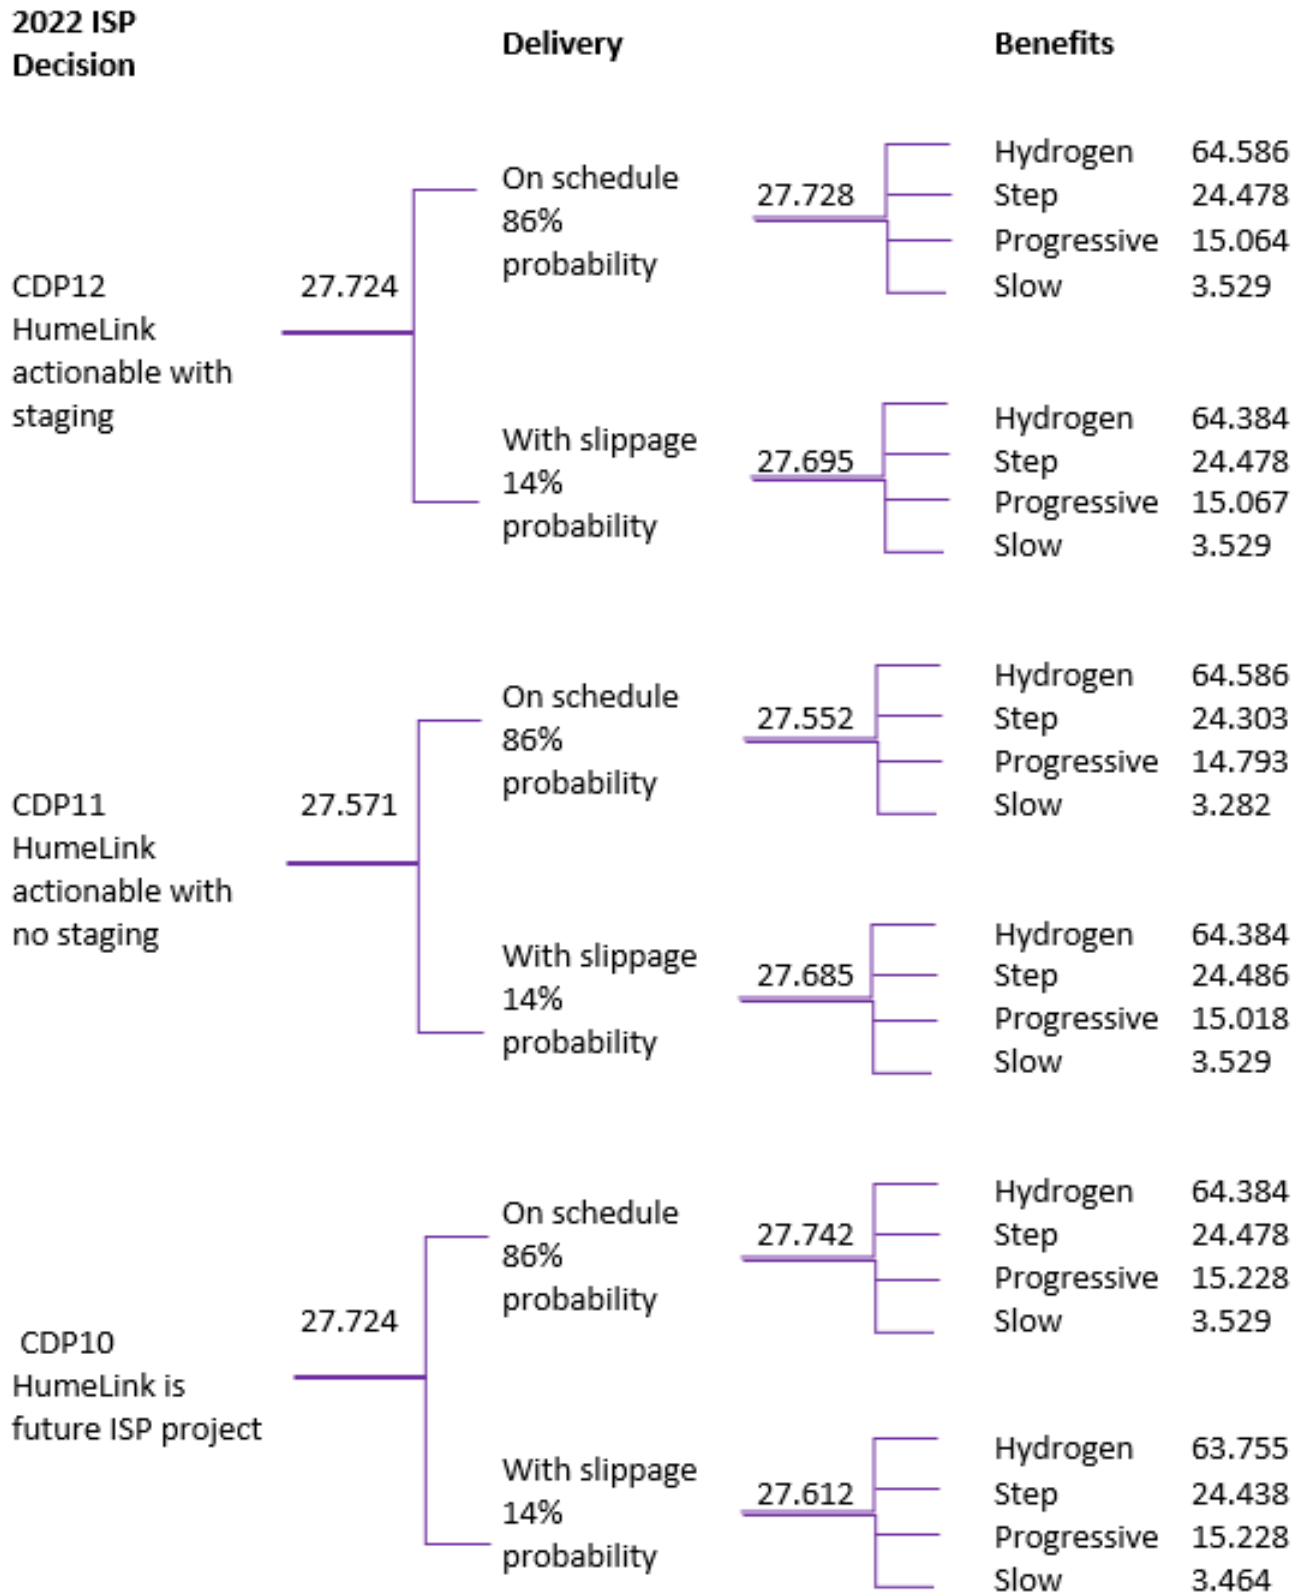 2022 ISP
Decision
Delivery
Benefits
CDP12
HumeLink
actionable with
staging
27.724
On schedule
86%
probability
27.728
Hydrogen 64.586
Step 24.478
Progressive 15.064
Slow 3.529
With slippage
14%
probability
27.695
Hydrogen 64.384
Step 24.478
Progressive 15.067
Slow 3.529
CDP11
HumeLink
actionable with
no staging
27.571
On schedule
86%
probability
27.552
Hydrogen 64.586
Step 24.303
Progressive 14.793
Slow 3.282
With slippage
14%
probability
27.685
Hydrogen 64.384
Step 24.486
Progressive 15.018
Slow 3.529
CDP10
HumeLink is
future ISP project
27.724
On schedule
86%
probability
27.742
Hydrogen 64.384
Step 24.478
Progressive 15.228
Slow 3.529
With slippage
14%
probability
27.612
Hydrogen 63.755
Step 24.438
Progressive 15.228
Slow 3.464